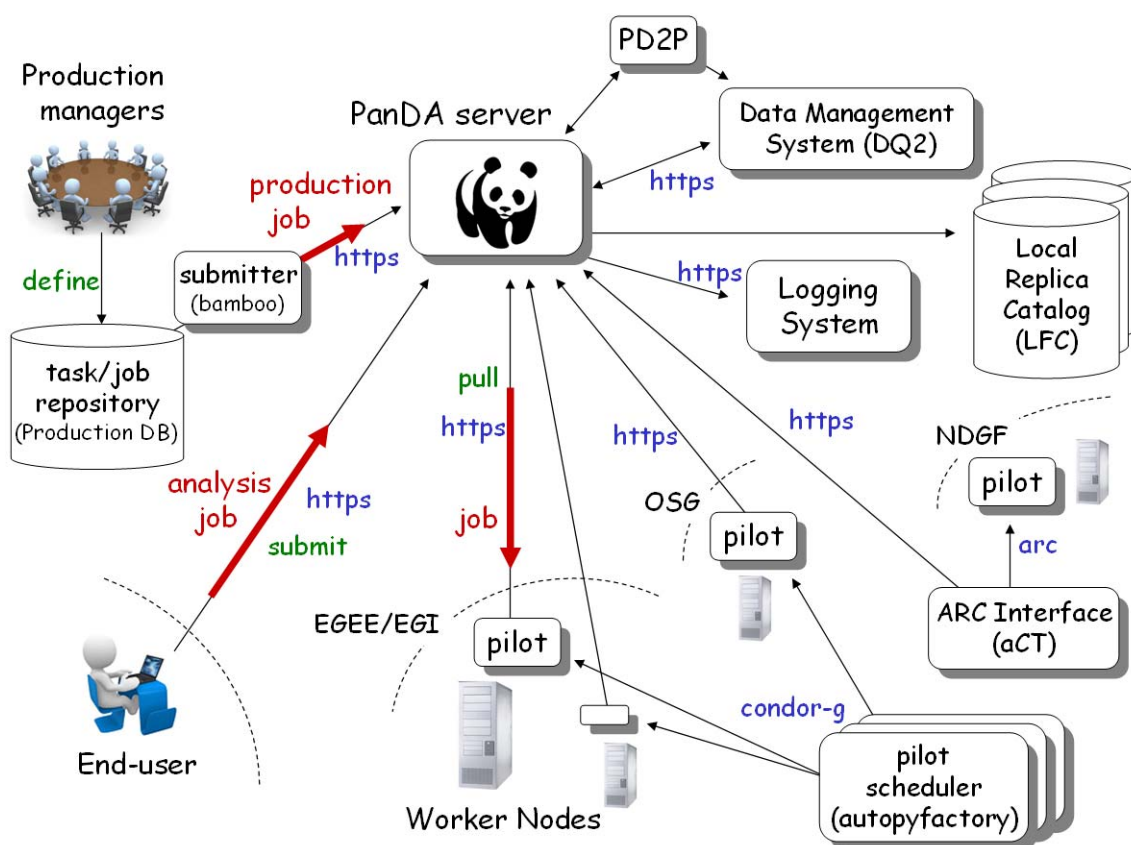 PD2P
Production
managers
PanDA server
Data Management
System (DQ2)
https
production
job
https
submitter
(bamboo)
define
https
Logging
System
Local
Replica
Catalog
(LFC)
task/job
repository
(Production DB)
pull
https
https
https
NDGF
pilot
analysis
job
https
submit
job
OSG
pilot
arc
EGEE/EGI
pilot
ARC Interface
(aCT)
condor-g
End-user
Worker Nodes
pilot
scheduler
(autopyfactory)